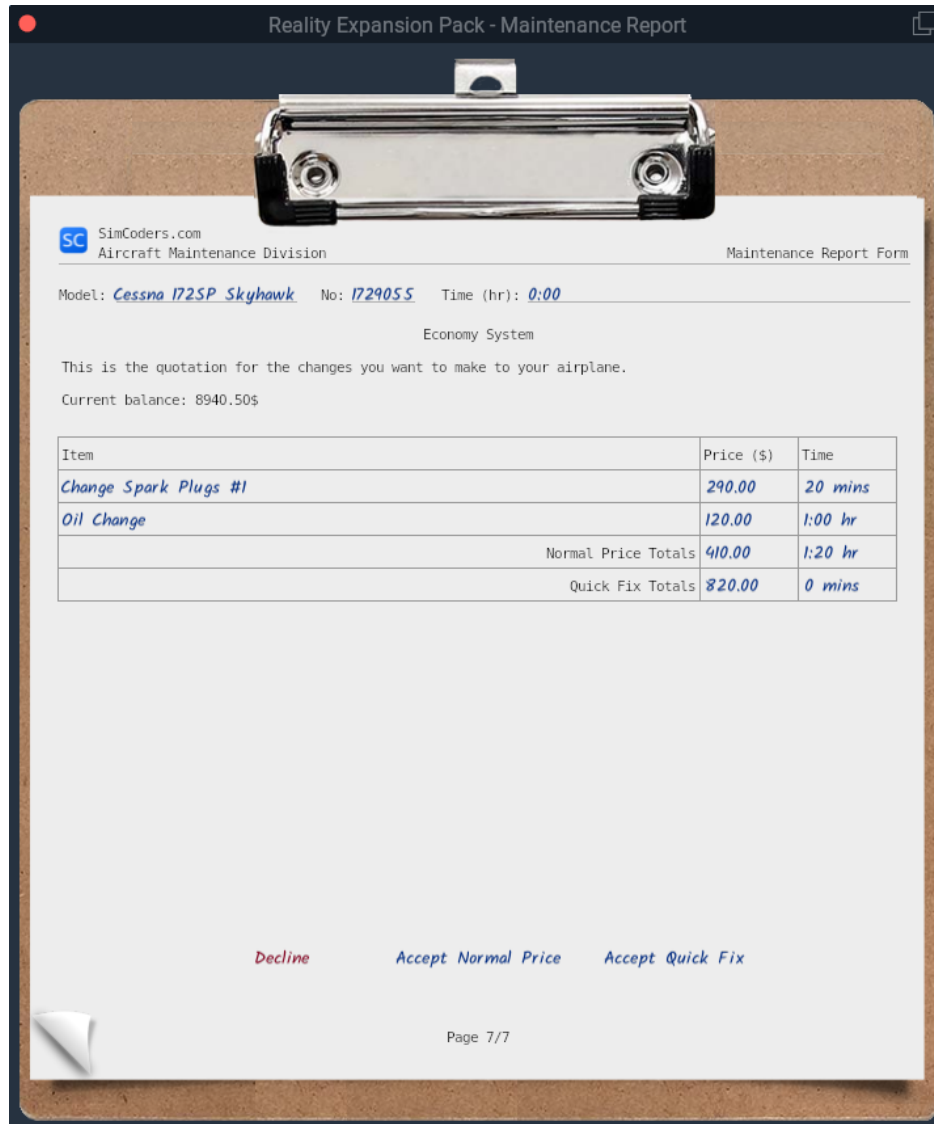 Reality Expansion Pack - Maintenance Report
SC
SimCoders.com
Aircraft Maintenance Division
Maintenance Report Form
Model: Cessna 172SP Skyhawk No: 1729055 Time (hr): 0:00
Economy System
This is the quotation for the changes you want to make to your airplane.
Current balance: 8940.50$
Item Price ($) Time
Change Spark Plugs #1 290.00 20 mins
Oil Change 120.00 1:00 hr
Normal Price Totals 410.00 1:20 hr
Quick Fix Totals 820.00 0 mins
Decline Accept Normal Price Accept Quick Fix
Page 7/7